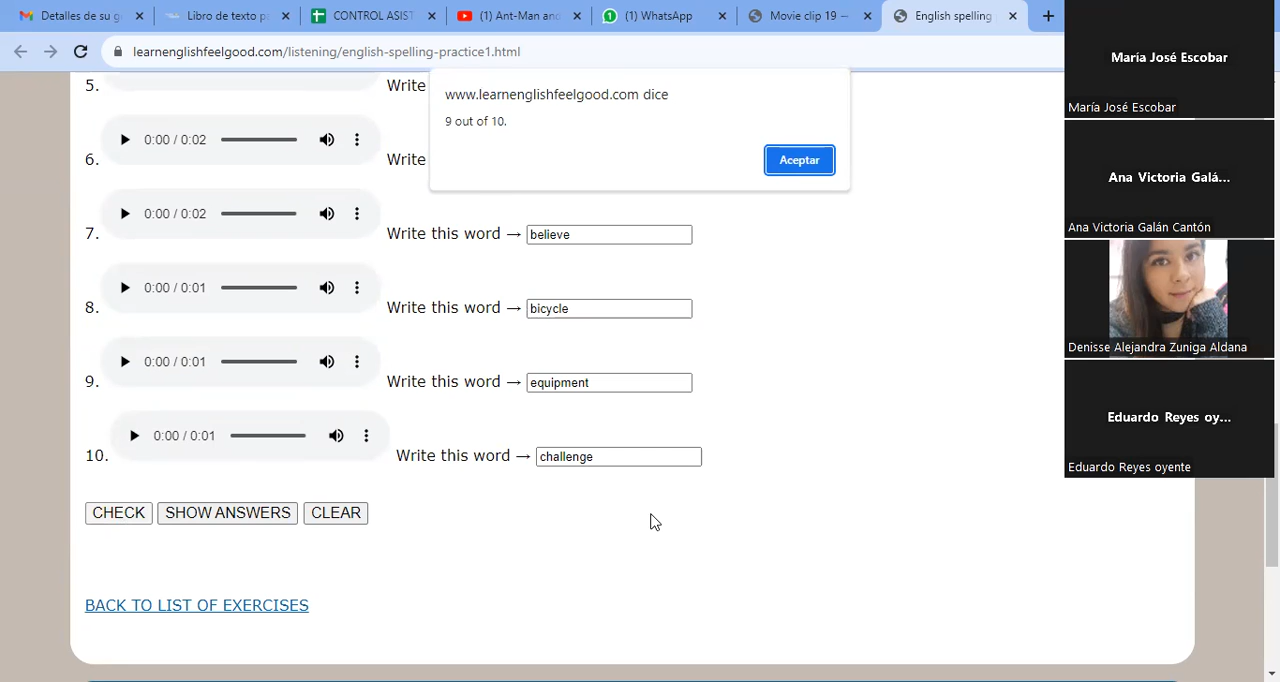 Detalles de su g
Libro de texto pa
CONTROL ASIST
(1) Ant-Man and
(1) WhatsApp
Movie clip 19 —
English spelling
learnenglishfeelgood.com/listening/english-spelling-practice1.html
www.learnenglishfeelgood.com dice
9 out of 10.
Aceptar
5. Write
6. 0:00 / 0:02 Write
7. 0:00 / 0:02 Write this word → believe
8. 0:00 / 0:01 Write this word → bicycle
9. 0:00 / 0:01 Write this word → equipment
10. 0:00 / 0:01 Write this word → challenge
CHECK SHOW ANSWERS CLEAR
BACK TO LIST OF EXERCISES
María José Escobar
María José Escobar
Ana Victoria Galá...
Ana Victoria Galán Cantón
Denisse Alejandra Zuniga Aldana
Eduardo Reyes oy...
Eduardo Reyes oyente